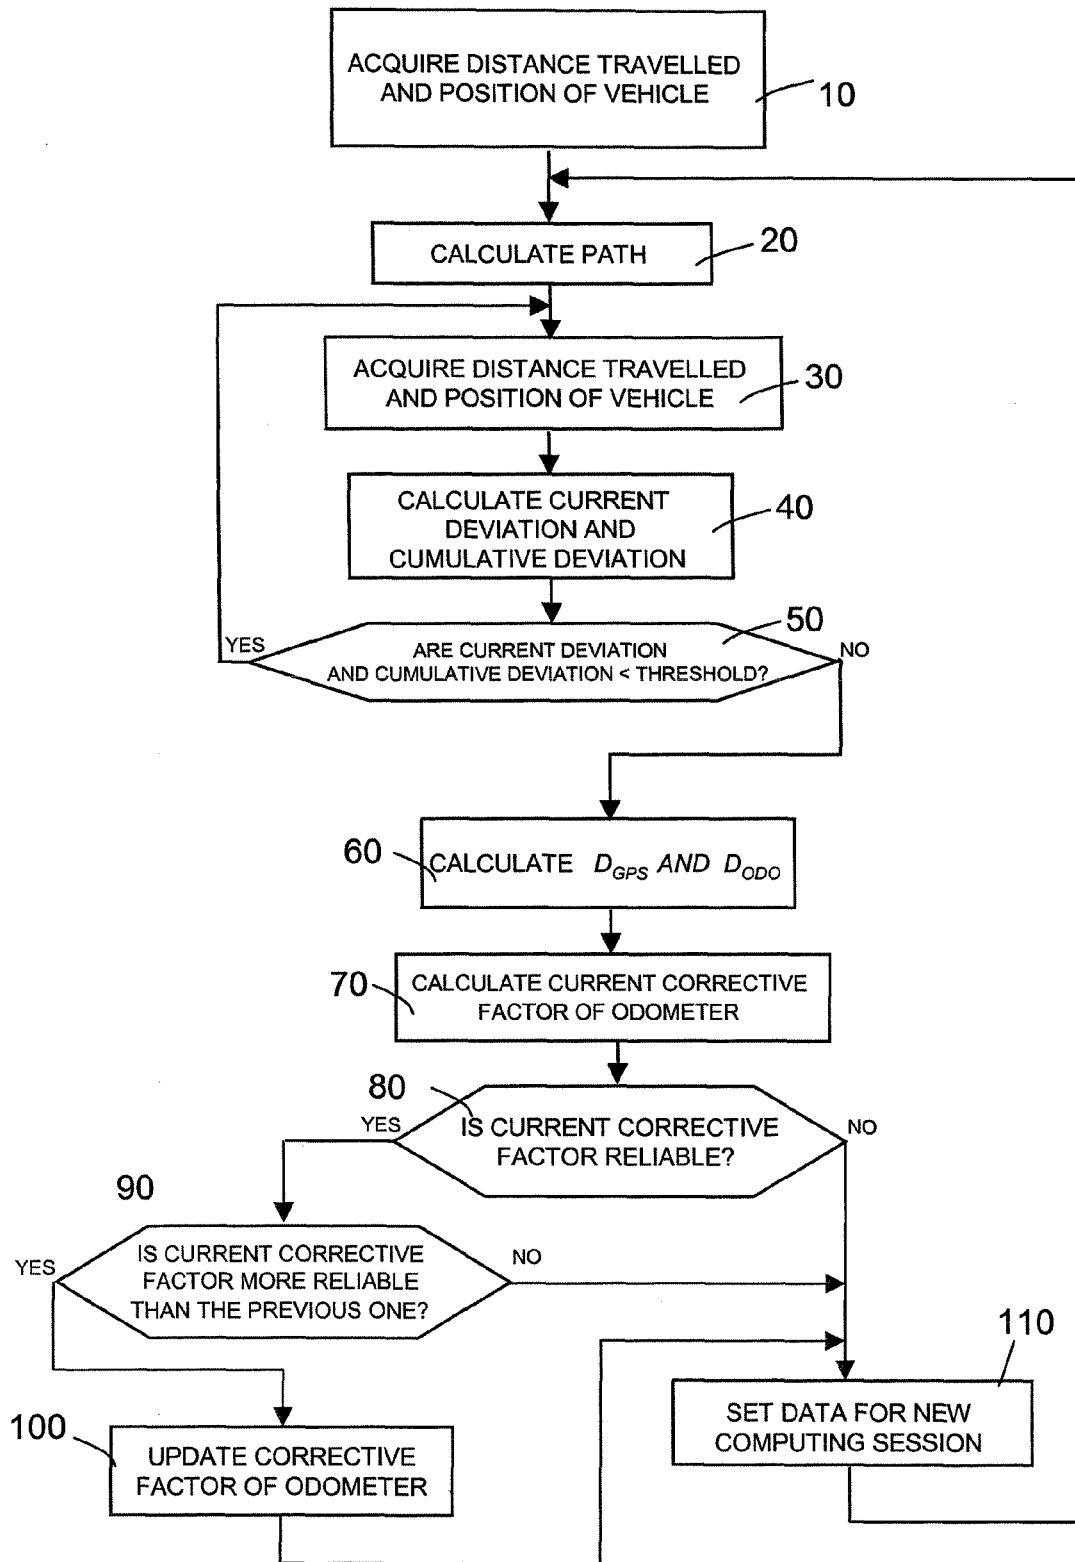 ACQUIRE DISTANCE TRAVELLED
AND POSITION OF VEHICLE
10
CALCULATE PATH
20
ACQUIRE DISTANCE TRAVELLED
AND POSITION OF VEHICLE
30
CALCULATE CURRENT
DEVIATION AND
CUMULATIVE DEVIATION
40
50
YES
ARE CURRENT DEVIATION
AND CUMULATIVE DEVIATION < THRESHOLD?
NO
60
CALCULATE D_GPS AND D_ODO
70
CALCULATE CURRENT CORRECTIVE
FACTOR OF ODOMETER
80
YES
IS CURRENT CORRECTIVE
FACTOR RELIABLE?
NO
90
YES
IS CURRENT CORRECTIVE
FACTOR MORE RELIABLE
THAN THE PREVIOUS ONE?
NO
110
SET DATA FOR NEW
COMPUTING SESSION
100
UPDATE CORRECTIVE
FACTOR OF ODOMETER